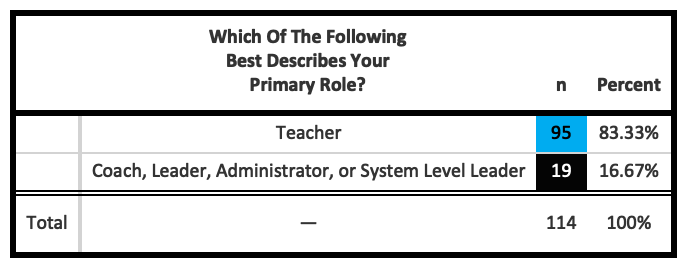 Which Of The Following
Best Describes Your
Primary Role? n Percent
Teacher 95 83.33%
Coach, Leader, Administrator, or System Level Leader 19 16.67%
Total — 114 100%